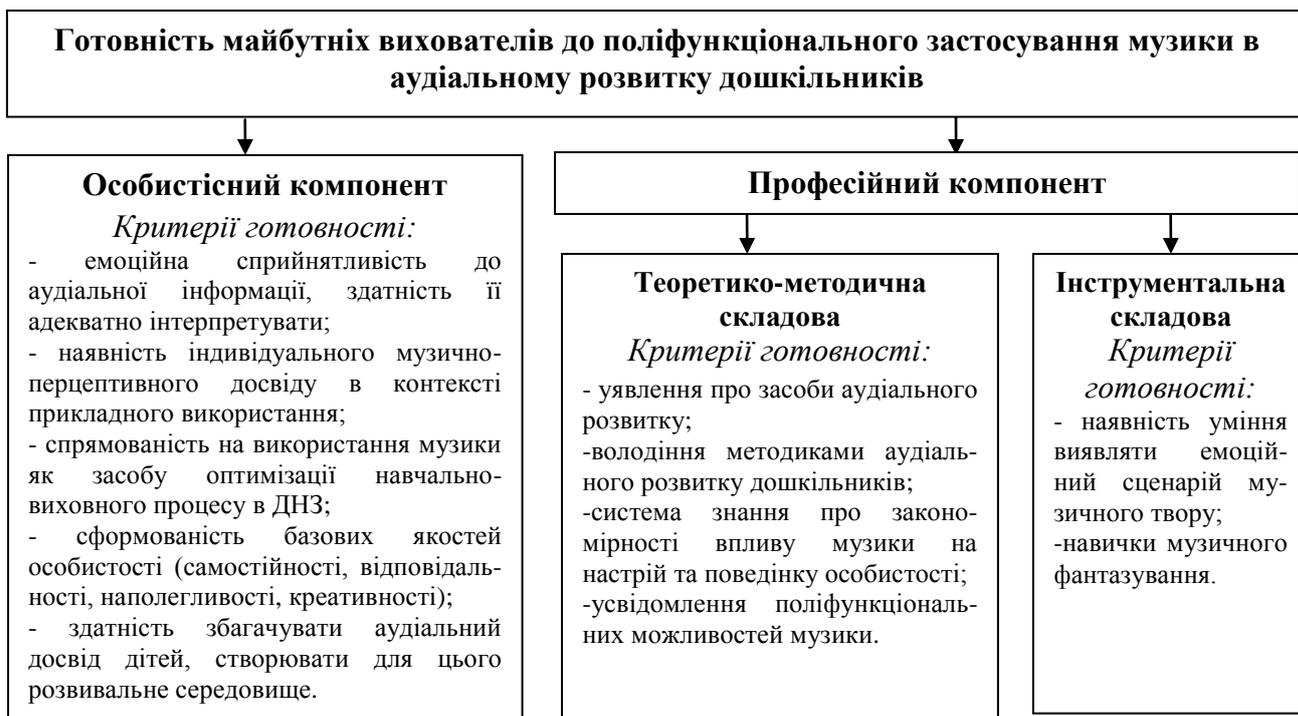 Готовність майбутніх вихователів до поліфункціонального застосування музики в
аудіальному розвитку дошкільників
Особистісний компонент
Критерії готовності:
- емоційна сприйнятливість до
аудіальної інформації, здатність її
адекватно інтерпретувати;
- наявність індивідуального музично-
перцептивного досвіду в контексті
прикладного використання;
- спрямованість на використання музики
як засобу оптимізації навчально-
виховного процесу в ДНЗ;
- сформованість базових якостей
особистості (самостійності, відповідаль-
ності, наполегливості, креативності);
- здатність збагачувати аудіальний
досвід дітей, створювати для цього
розвивальне середовище.
Професійний компонент
Теоретико-методична
складова
Критерії готовності:
- уявлення про засоби аудіального
розвитку;
-володіння методиками аудіаль-
ного розвитку дошкільників;
-система знання про законо-
мірності впливу музики на
настрій та поведінку особистості;
-усвідомлення поліфункціональ-
них можливостей музики.
Інструментальна
складова
Критерії
готовності:
- наявність уміння
виявляти емоцій-
ний сценарій му-
зичного твору;
-навички музичного
фантазування.